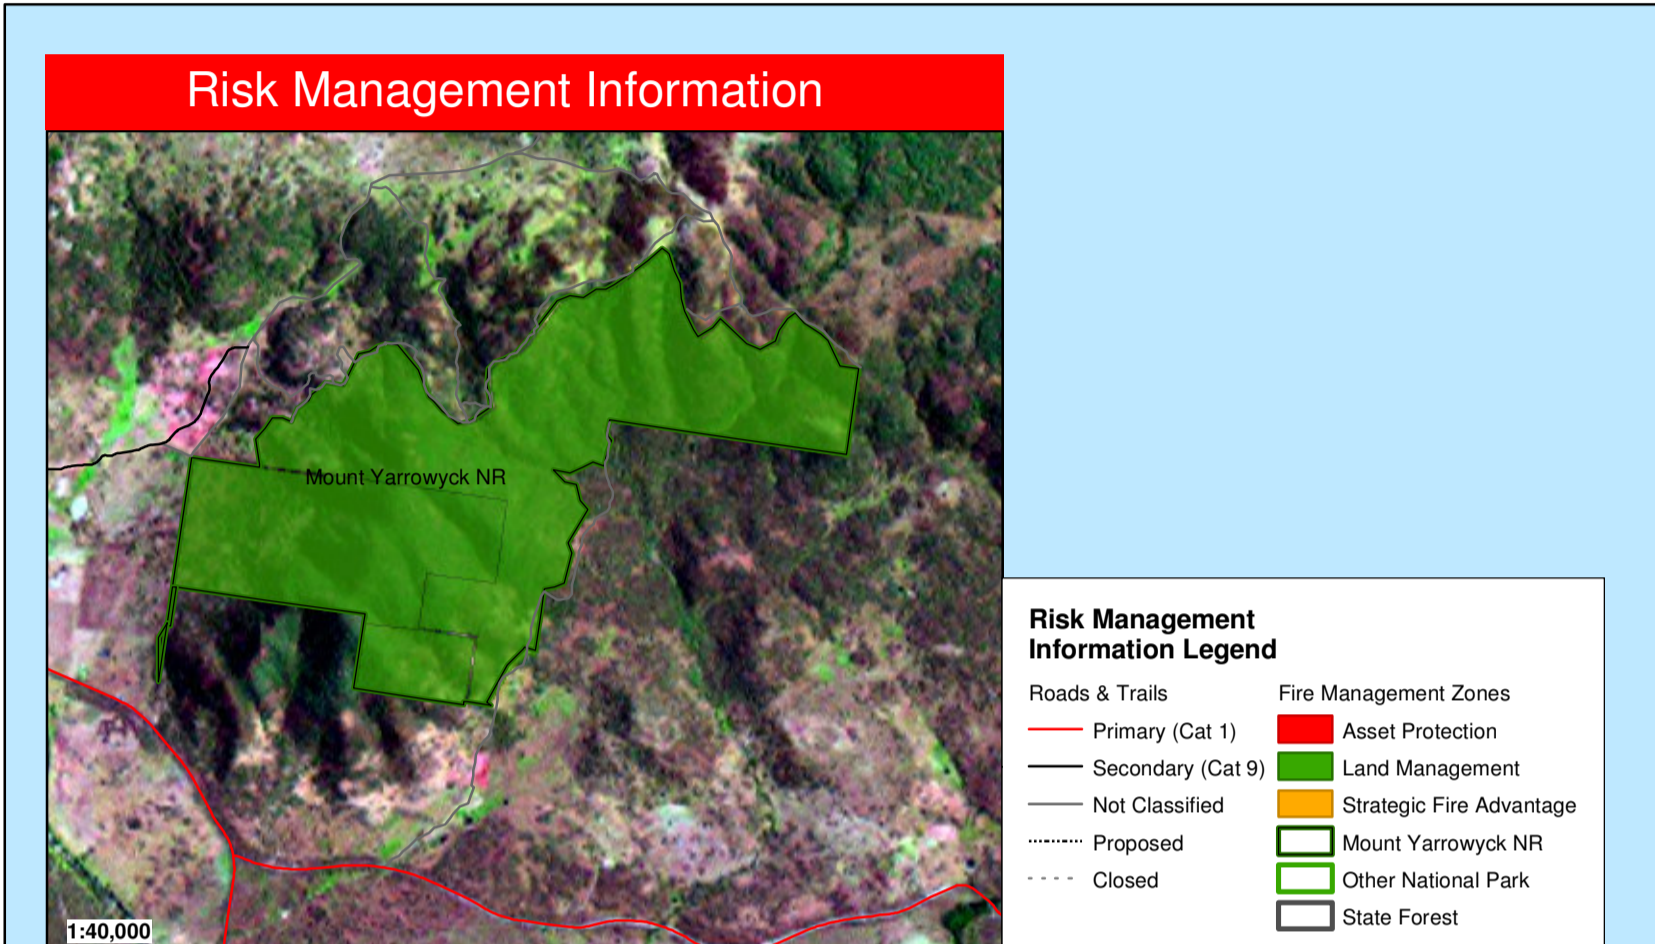 Risk Management Information
Mount Yarrowyck NR
1:40,000
Risk Management
Information Legend
Roads & Trails
Primary (Cat 1)
Secondary (Cat 9)
Not Classified
Proposed
Closed
Fire Management Zones
Asset Protection
Land Management
Strategic Fire Advantage
Mount Yarrowyck NR
Other National Park
State Forest